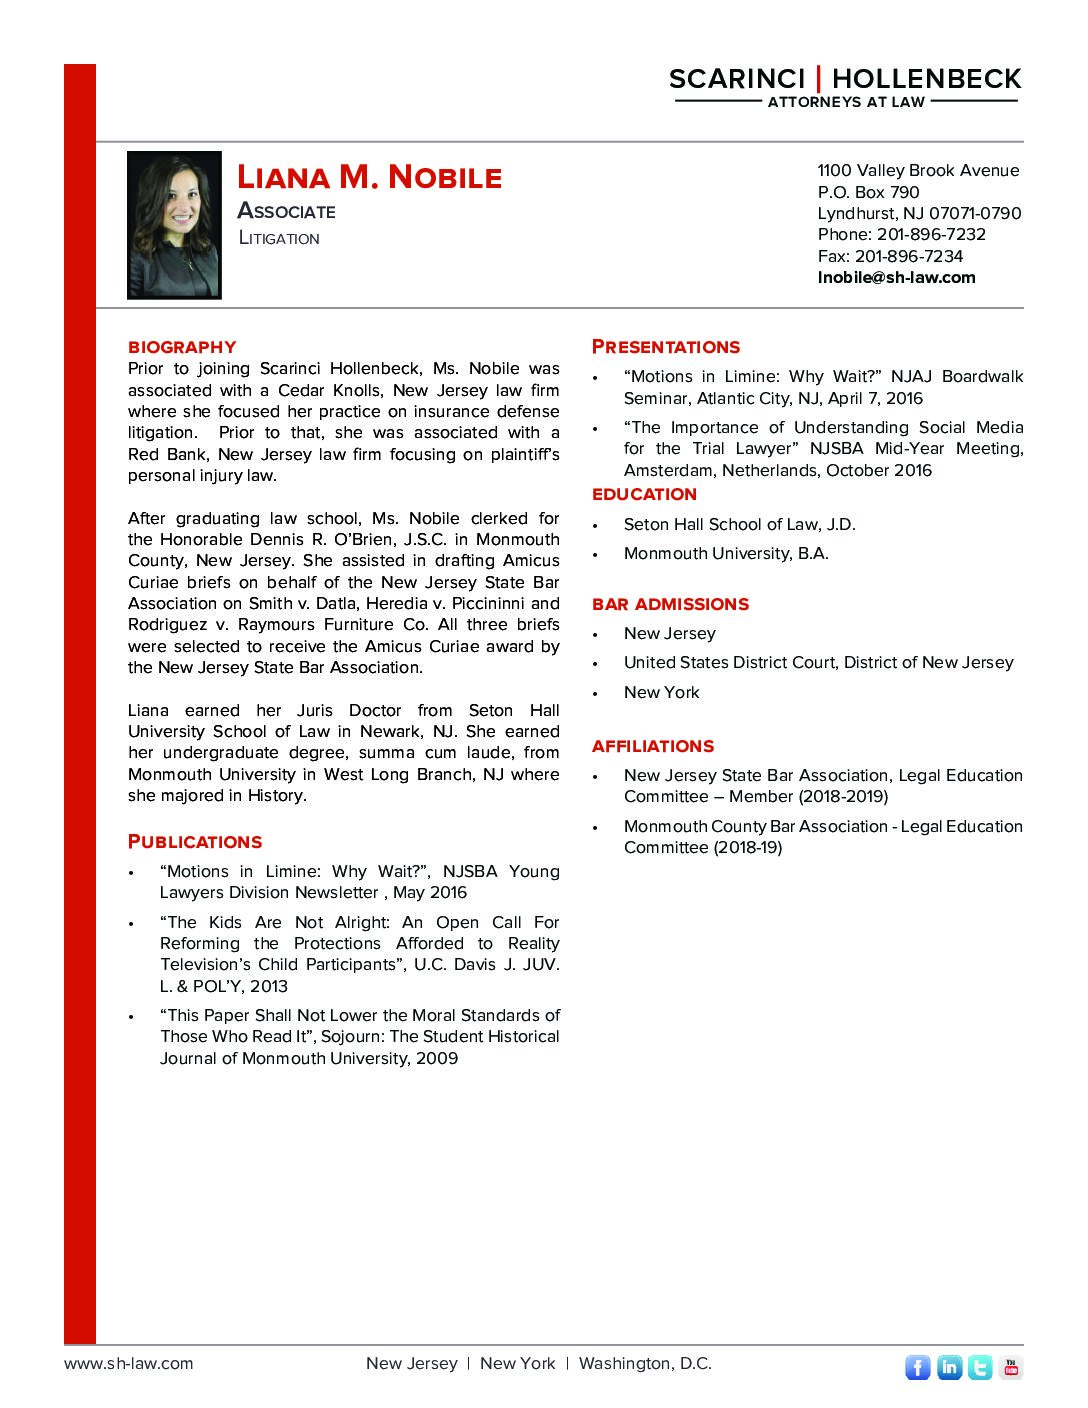 SCARINCI | HOLLENBECK
ATTORNEYS AT LAW
LIANA M. NOBILE
ASSOCIATE
LITIGATION
1100 Valley Brook Avenue
P.O. Box 790
Lyndhurst, NJ 07071-0790
Phone: 201-896-7232
Fax: 201-896-7234
lnobile@sh-law.com
BIOGRAPHY
Prior to joining Scarinci Hollenbeck, Ms. Nobile was
associated with a Cedar Knolls, New Jersey law firm
where she focused her practice on insurance defense
litigation.  Prior to that, she was associated with a
Red Bank, New Jersey law firm focusing on plaintiff’s
personal injury law.
After graduating law school, Ms. Nobile clerked for
the Honorable Dennis R. O’Brien, J.S.C. in Monmouth
County, New Jersey. She assisted in drafting Amicus
Curiae briefs on behalf of the New Jersey State Bar
Association on Smith v. Datla, Heredia v. Piccininni and
Rodriguez v. Raymours Furniture Co. All three briefs
were selected to receive the Amicus Curiae award by
the New Jersey State Bar Association.
Liana earned her Juris Doctor from Seton Hall
University School of Law in Newark, NJ. She earned
her undergraduate degree, summa cum laude, from
Monmouth University in West Long Branch, NJ where
she majored in History.
PUBLICATIONS
• “Motions in Limine: Why Wait?”, NJSBA Young
Lawyers Division Newsletter , May 2016
• “The Kids Are Not Alright: An Open Call For
Reforming the Protections Afforded to Reality
Television’s Child Participants”, U.C. Davis J. JUV.
L. & POL’Y, 2013
• “This Paper Shall Not Lower the Moral Standards of
Those Who Read It”, Sojourn: The Student Historical
Journal of Monmouth University, 2009
PRESENTATIONS
• “Motions in Limine: Why Wait?” NJAJ Boardwalk
Seminar, Atlantic City, NJ, April 7, 2016
• “The Importance of Understanding Social Media
for the Trial Lawyer” NJSBA Mid-Year Meeting,
Amsterdam, Netherlands, October 2016
EDUCATION
• Seton Hall School of Law, J.D.
• Monmouth University, B.A.
BAR ADMISSIONS
• New Jersey
• United States District Court, District of New Jersey
• New York
AFFILIATIONS
• New Jersey State Bar Association, Legal Education
Committee – Member (2018-2019)
• Monmouth County Bar Association - Legal Education
Committee (2018-19)
www.sh-law.com
New Jersey | New York | Washington, D.C.
f in t You Tube